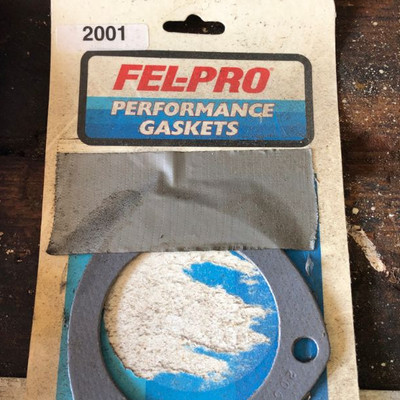 2001
FEL-PRO
PERFORMANCE
GASKETS